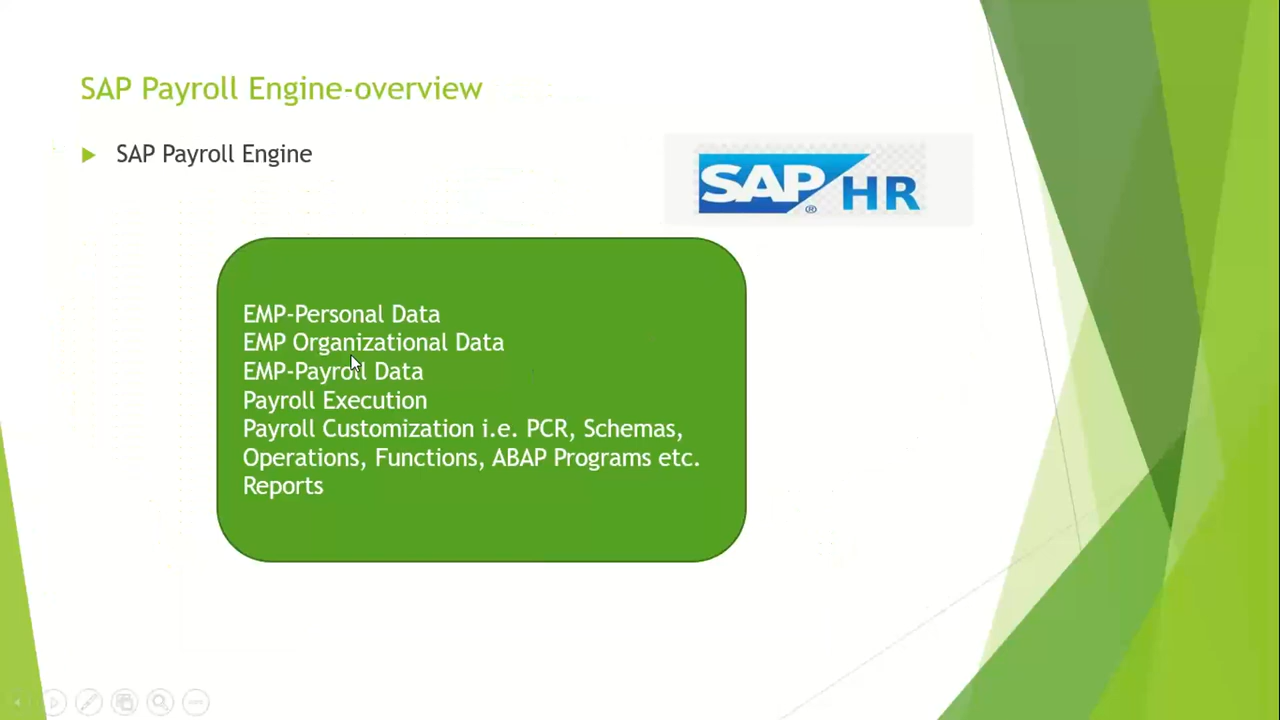 SAP Payroll Engine-overview
SAP Payroll Engine
SAP® HR
EMP-Personal Data
EMP Organizational Data
EMP-Payroll Data
Payroll Execution
Payroll Customization i.e. PCR, Schemas,
Operations, Functions, ABAP Programs etc.
Reports